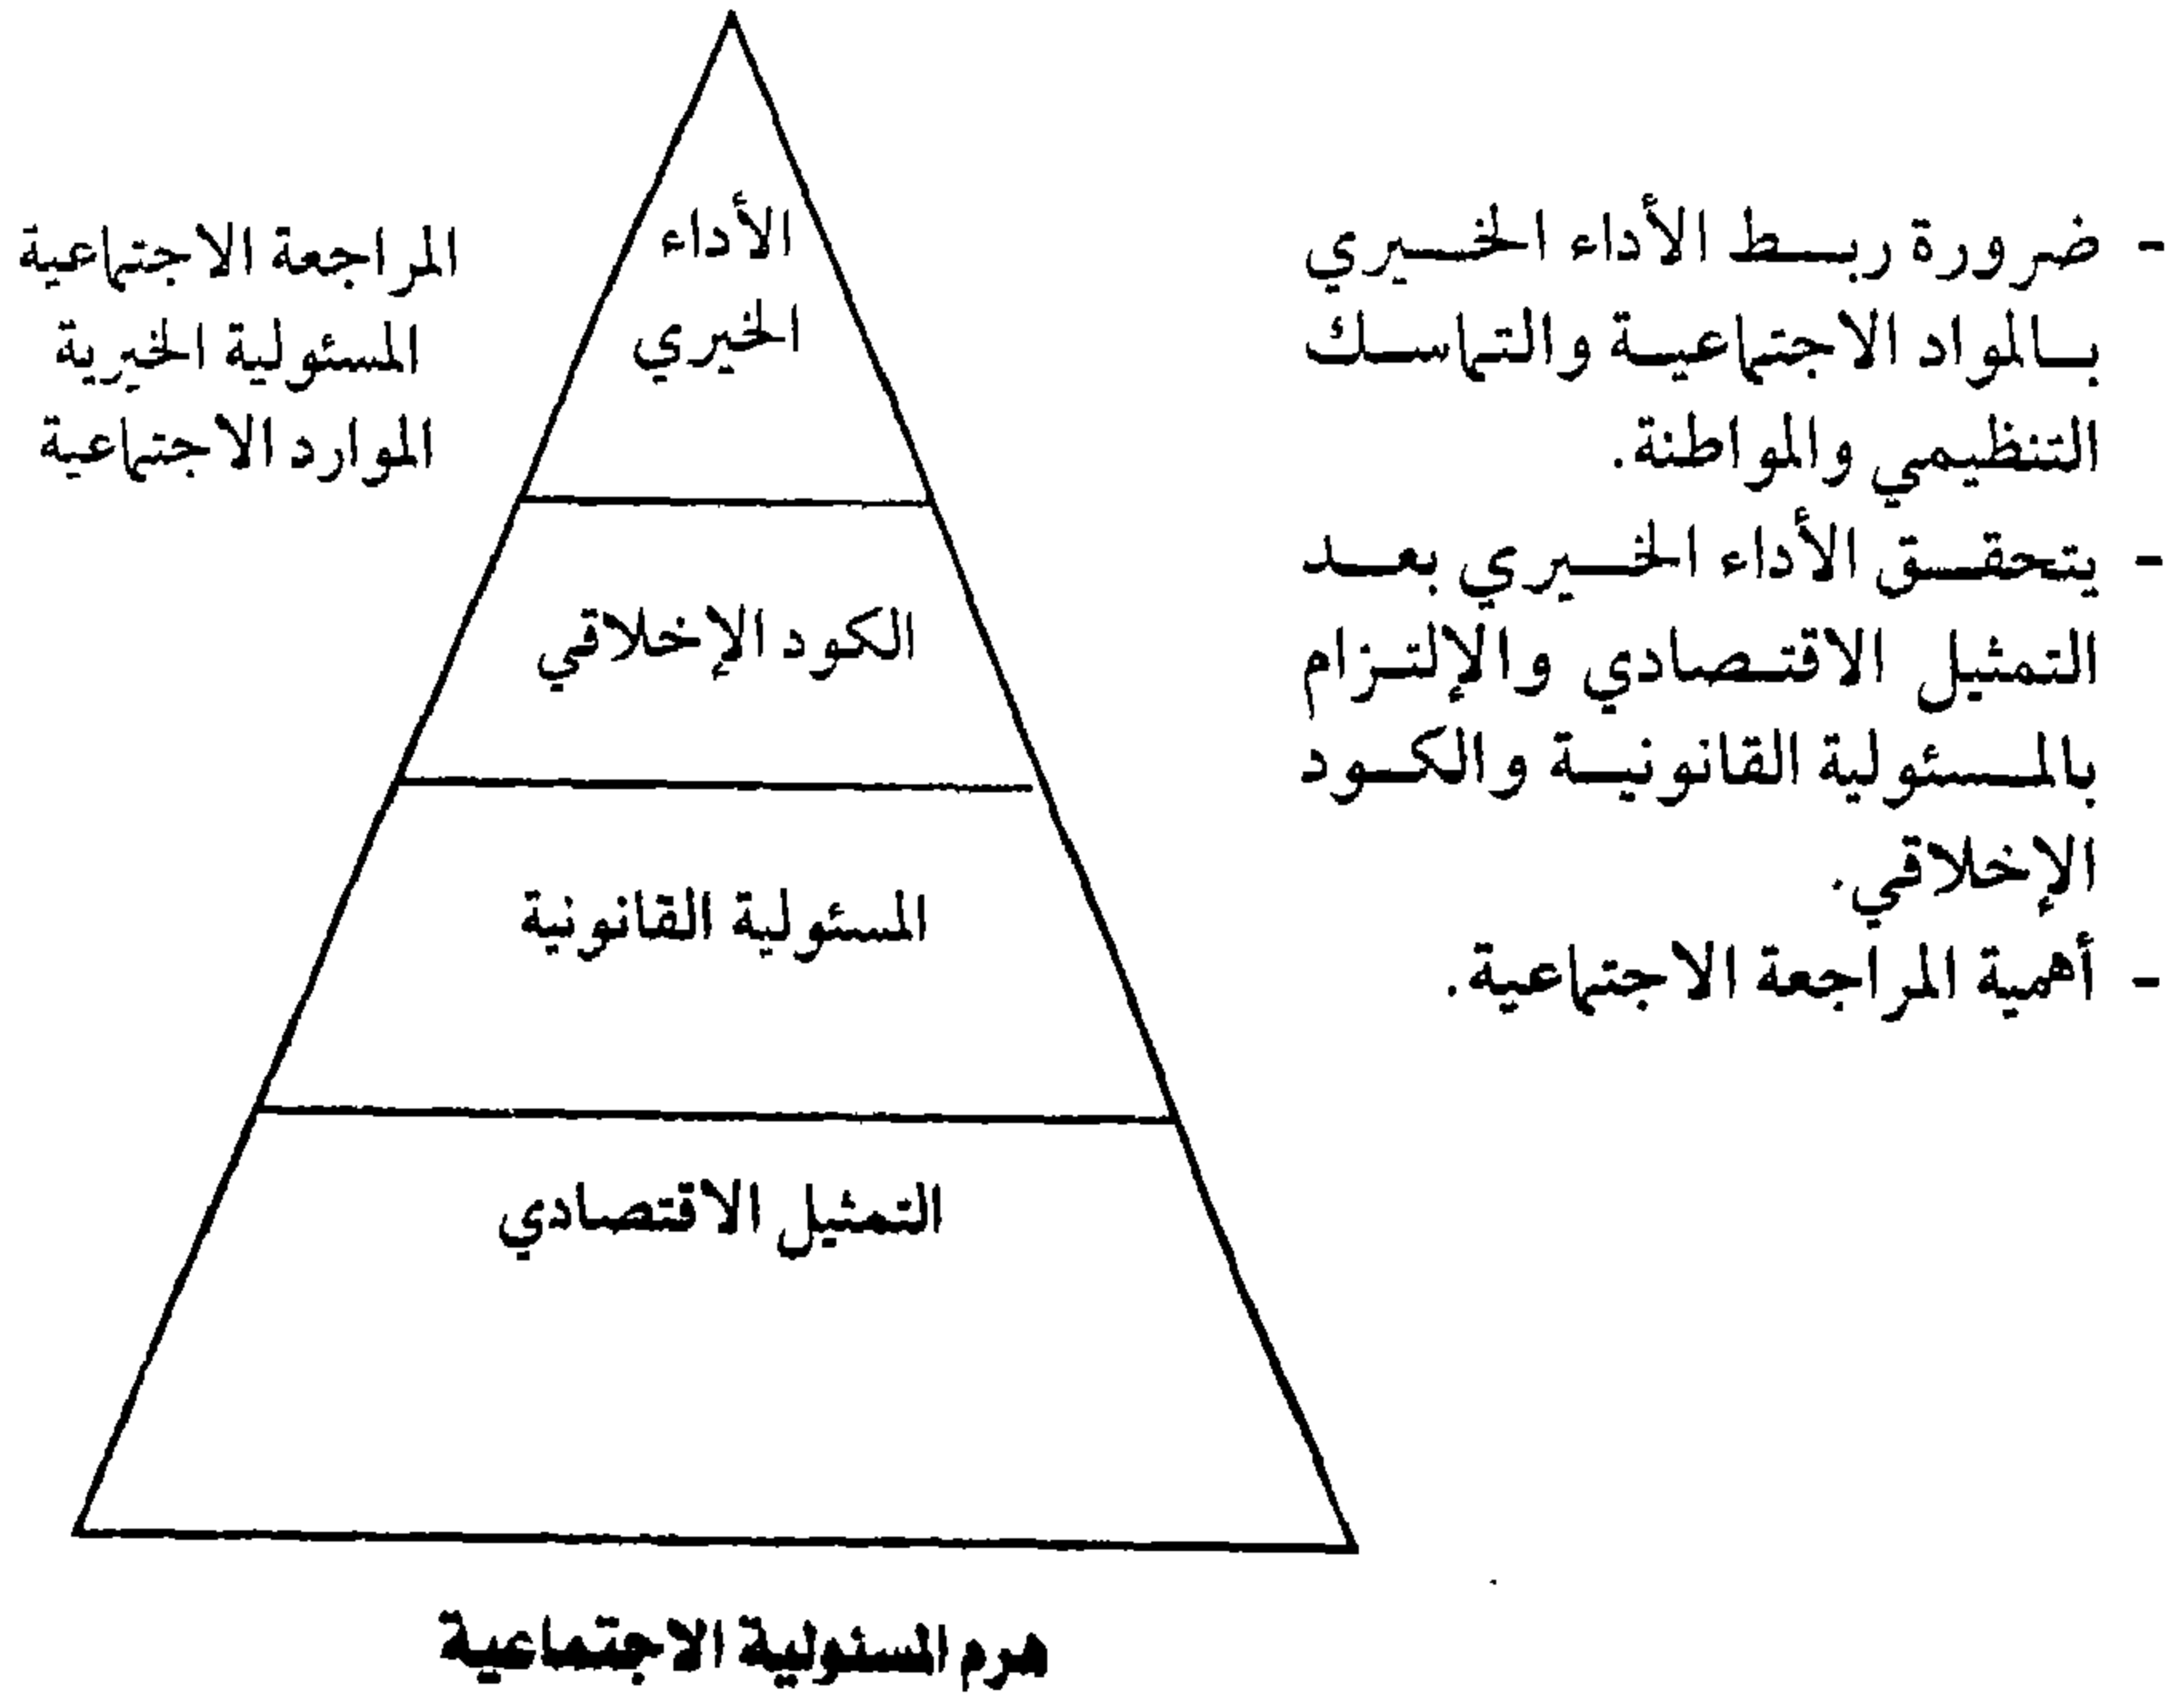 - ضرورة ربط الأداء الخيري
بالمواد الاجتماعية والتماسك
التنظيمي والمواطنة.
- يتحقق الأداء الخيري بعد
التمثيل الاقتصادي والإلتزام
بالمسئولية القانونية والكود
الإخلاقي.
- أهمية المراجعة الاجتماعية.
الأداء
الخيري
الكود الإخلاقي
المسئولية القانونية
التمثيل الاقتصادي
المراجعة الاجتماعية
المسئولية الخيرية
الموارد الاجتماعية
هرم المسئولية الاجتماعية